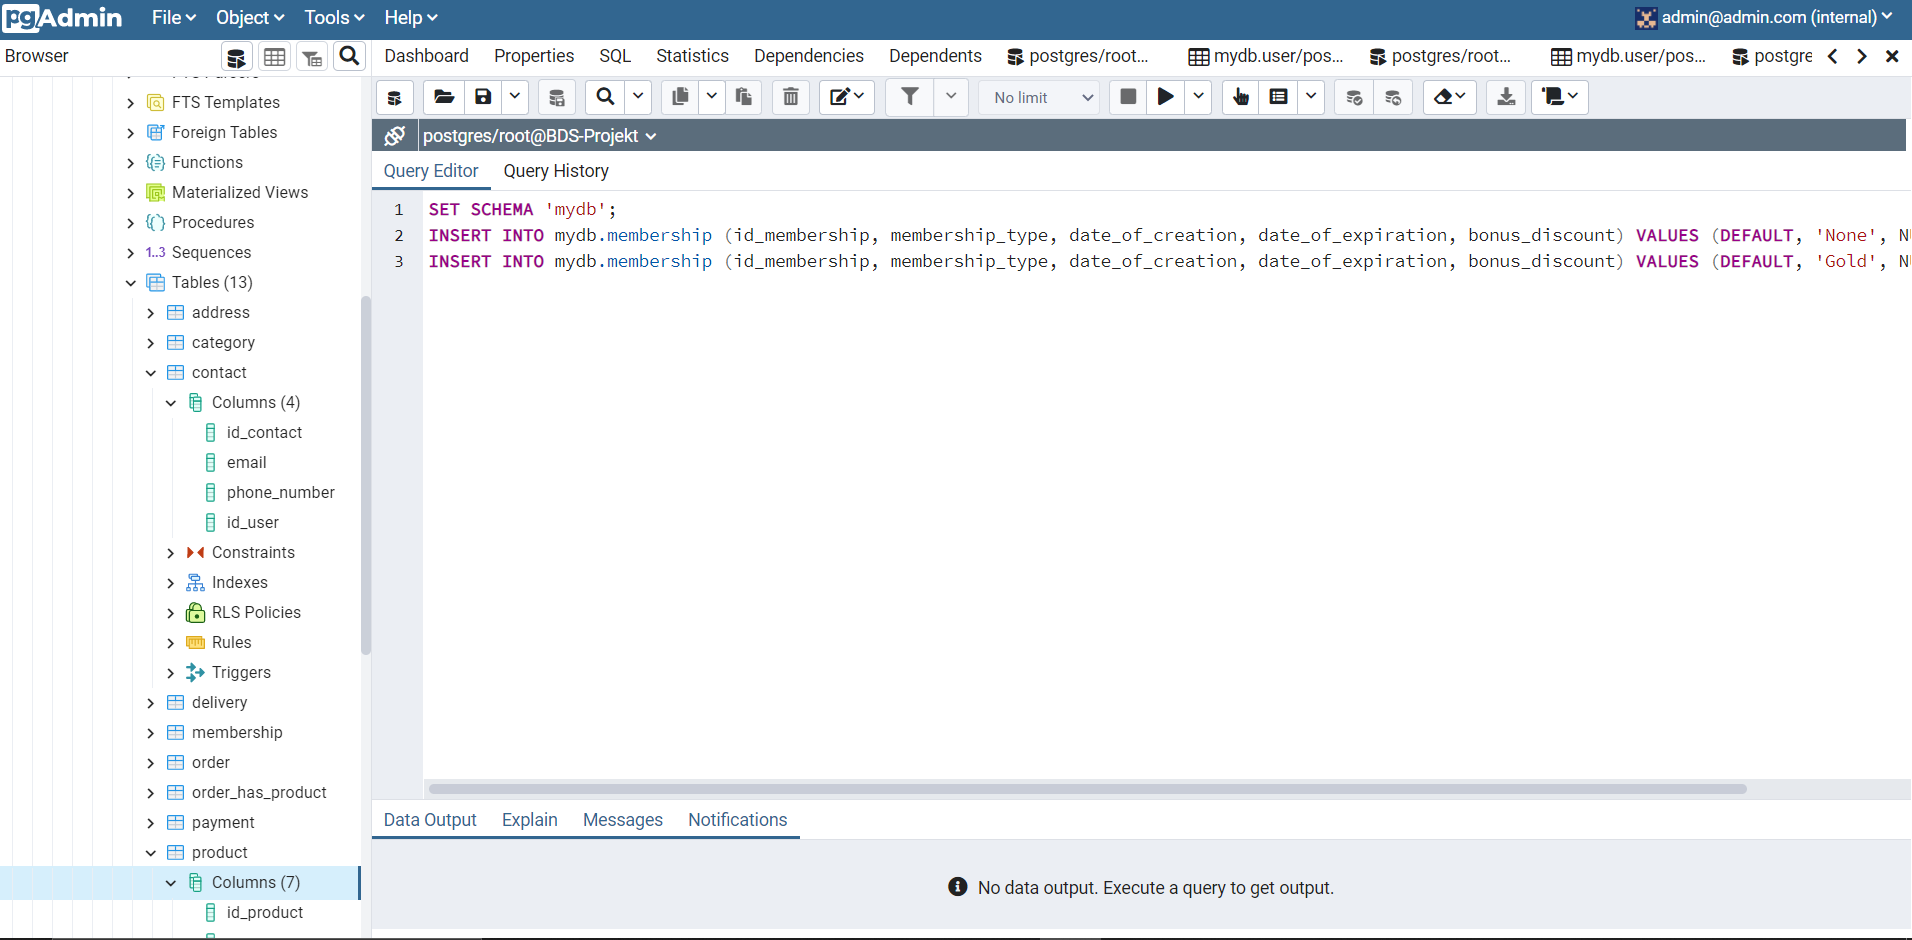 pgAdmin File Object Tools Help admin@admin.com (internal)
Browser
Dashboard Properties SQL Statistics Dependencies Dependents postgres/root... mydb.user/pos... postgres/root... mydb.user/pos... postgre
FTS Templates
Foreign Tables
Functions
Materialized Views
Procedures
1..3 Sequences
Tables (13)
address
category
contact
Columns (4)
id_contact
email
phone_number
id_user
Constraints
Indexes
RLS Policies
Rules
Triggers
delivery
membership
order
order_has_product
payment
product
Columns (7)
id_product
No limit
postgres/root@BDS-Projekt
Query Editor Query History
1 SET SCHEMA 'mydb';
2 INSERT INTO mydb.membership (id_membership, membership_type, date_of_creation, date_of_expiration, bonus_discount) VALUES (DEFAULT, 'None', N
3 INSERT INTO mydb.membership (id_membership, membership_type, date_of_creation, date_of_expiration, bonus_discount) VALUES (DEFAULT, 'Gold', N
Data Output Explain Messages Notifications
No data output. Execute a query to get output.